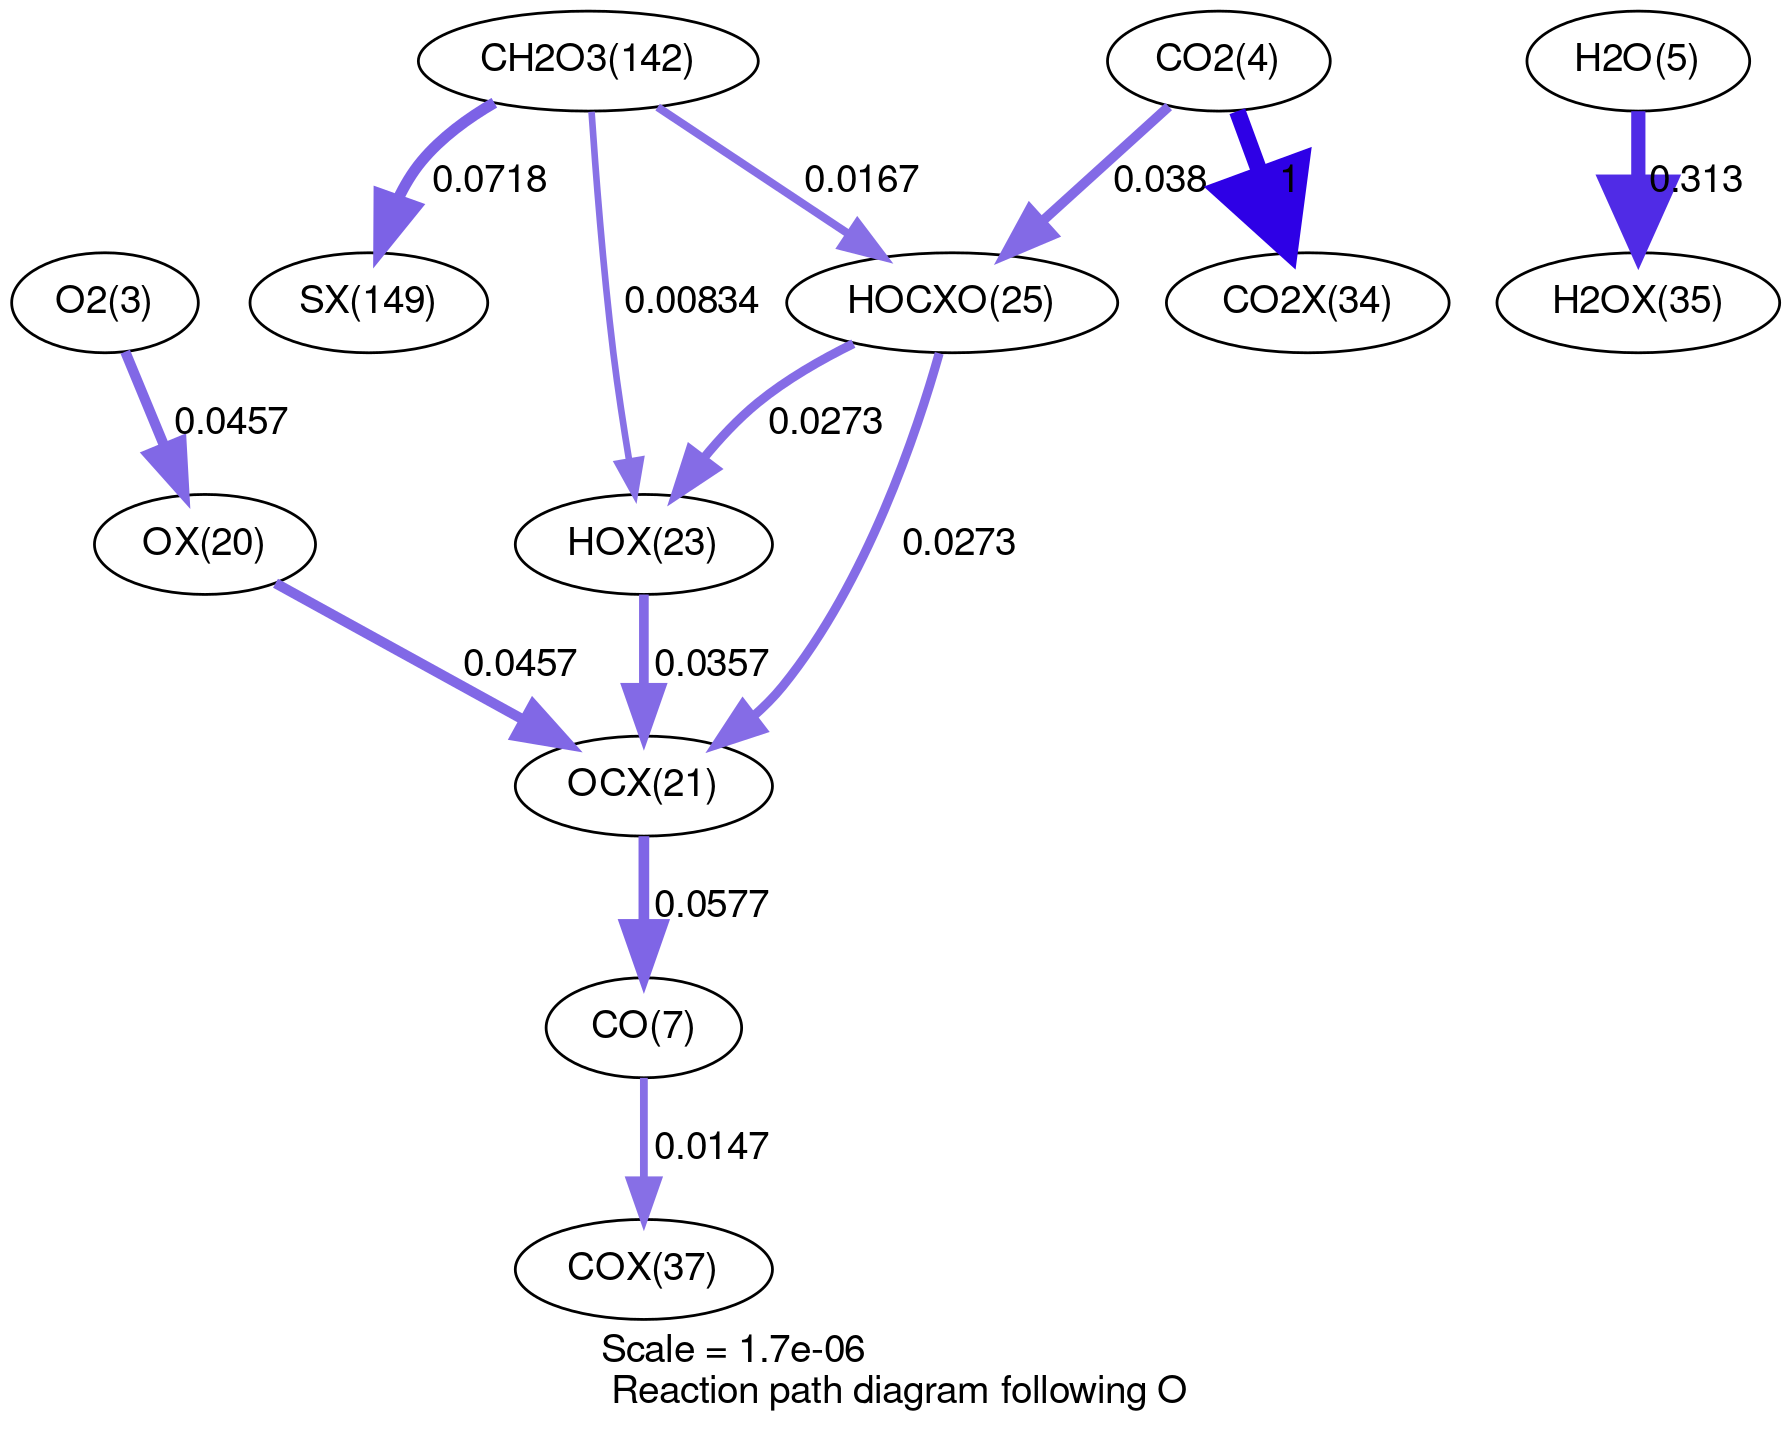 CH2O3(142)
CO2(4)
H2O(5)
0.0718
0.0167
0.038
1
0.313
O2(3)
SX(149)
0.00834
HOCXO(25)
CO2X(34)
H2OX(35)
0.0457
0.0273
OX(20)
HOX(23)
0.0273
0.0457
0.0357
OCX(21)
0.0577
CO(7)
0.0147
COX(37)
Scale = 1.7e-06
Reaction path diagram following O